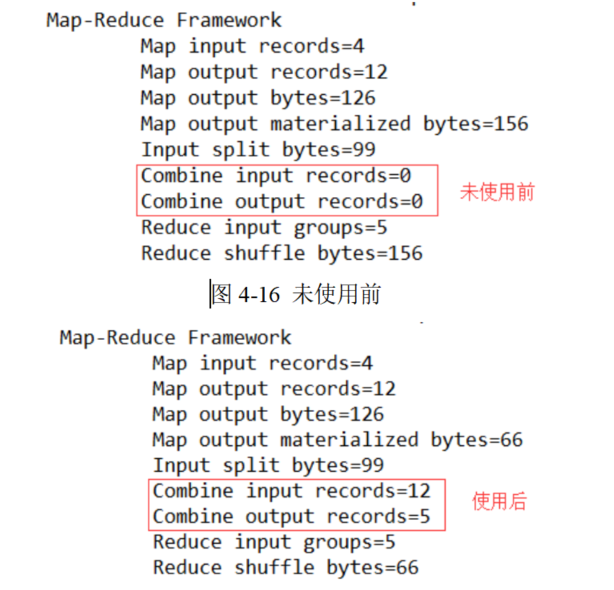 Map-Reduce Framework
Map input records=4
Map output records=12
Map output bytes=126
Map output materialized bytes=156
Input split bytes=99
Combine input records=0
Combine output records=0
未使用前
Reduce input groups=5
Reduce shuffle bytes=156
图 4-16 未使用前
Map-Reduce Framework
Map input records=4
Map output records=12
Map output bytes=126
Map output materialized bytes=66
Input split bytes=99
Combine input records=12
Combine output records=5
使用后
Reduce input groups=5
Reduce shuffle bytes=66